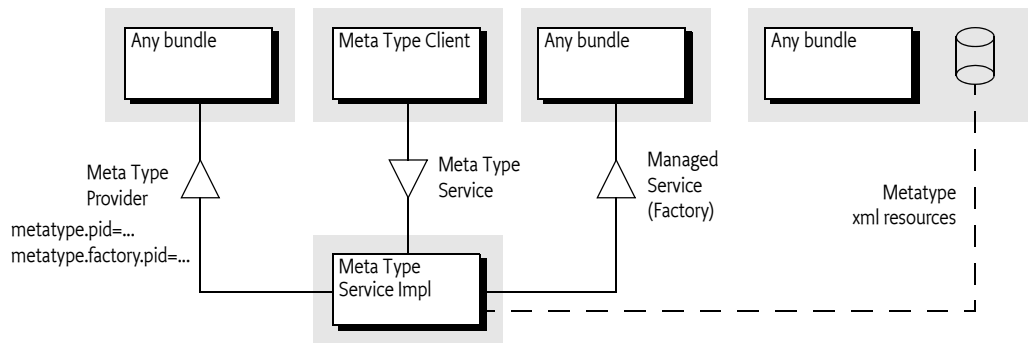 Any bundle
Meta Type Client
Any bundle
Any bundle
Meta Type
Provider
metatype.pid=...
metatype.factory.pid=...
Meta Type
Service
Managed
Service
(Factory)
Metatype
xml resources
Meta Type
Service Impl